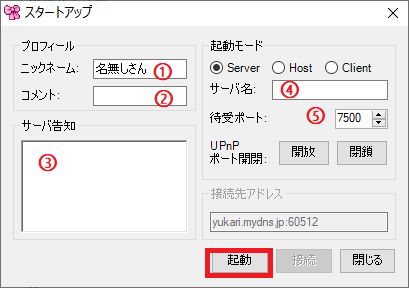 スタートアップ
プロフィール
ニックネーム: 名無しさん ①
コメント: ②
サーバ告知
③
起動モード
Server Host Client
サーバ名: ④
待受ポート: ⑤ 7500
UPnP
ポート開閉: 開放 閉鎖
接続先アドレス
yukari.mydns.jp:60512
起動 接続 閉じる